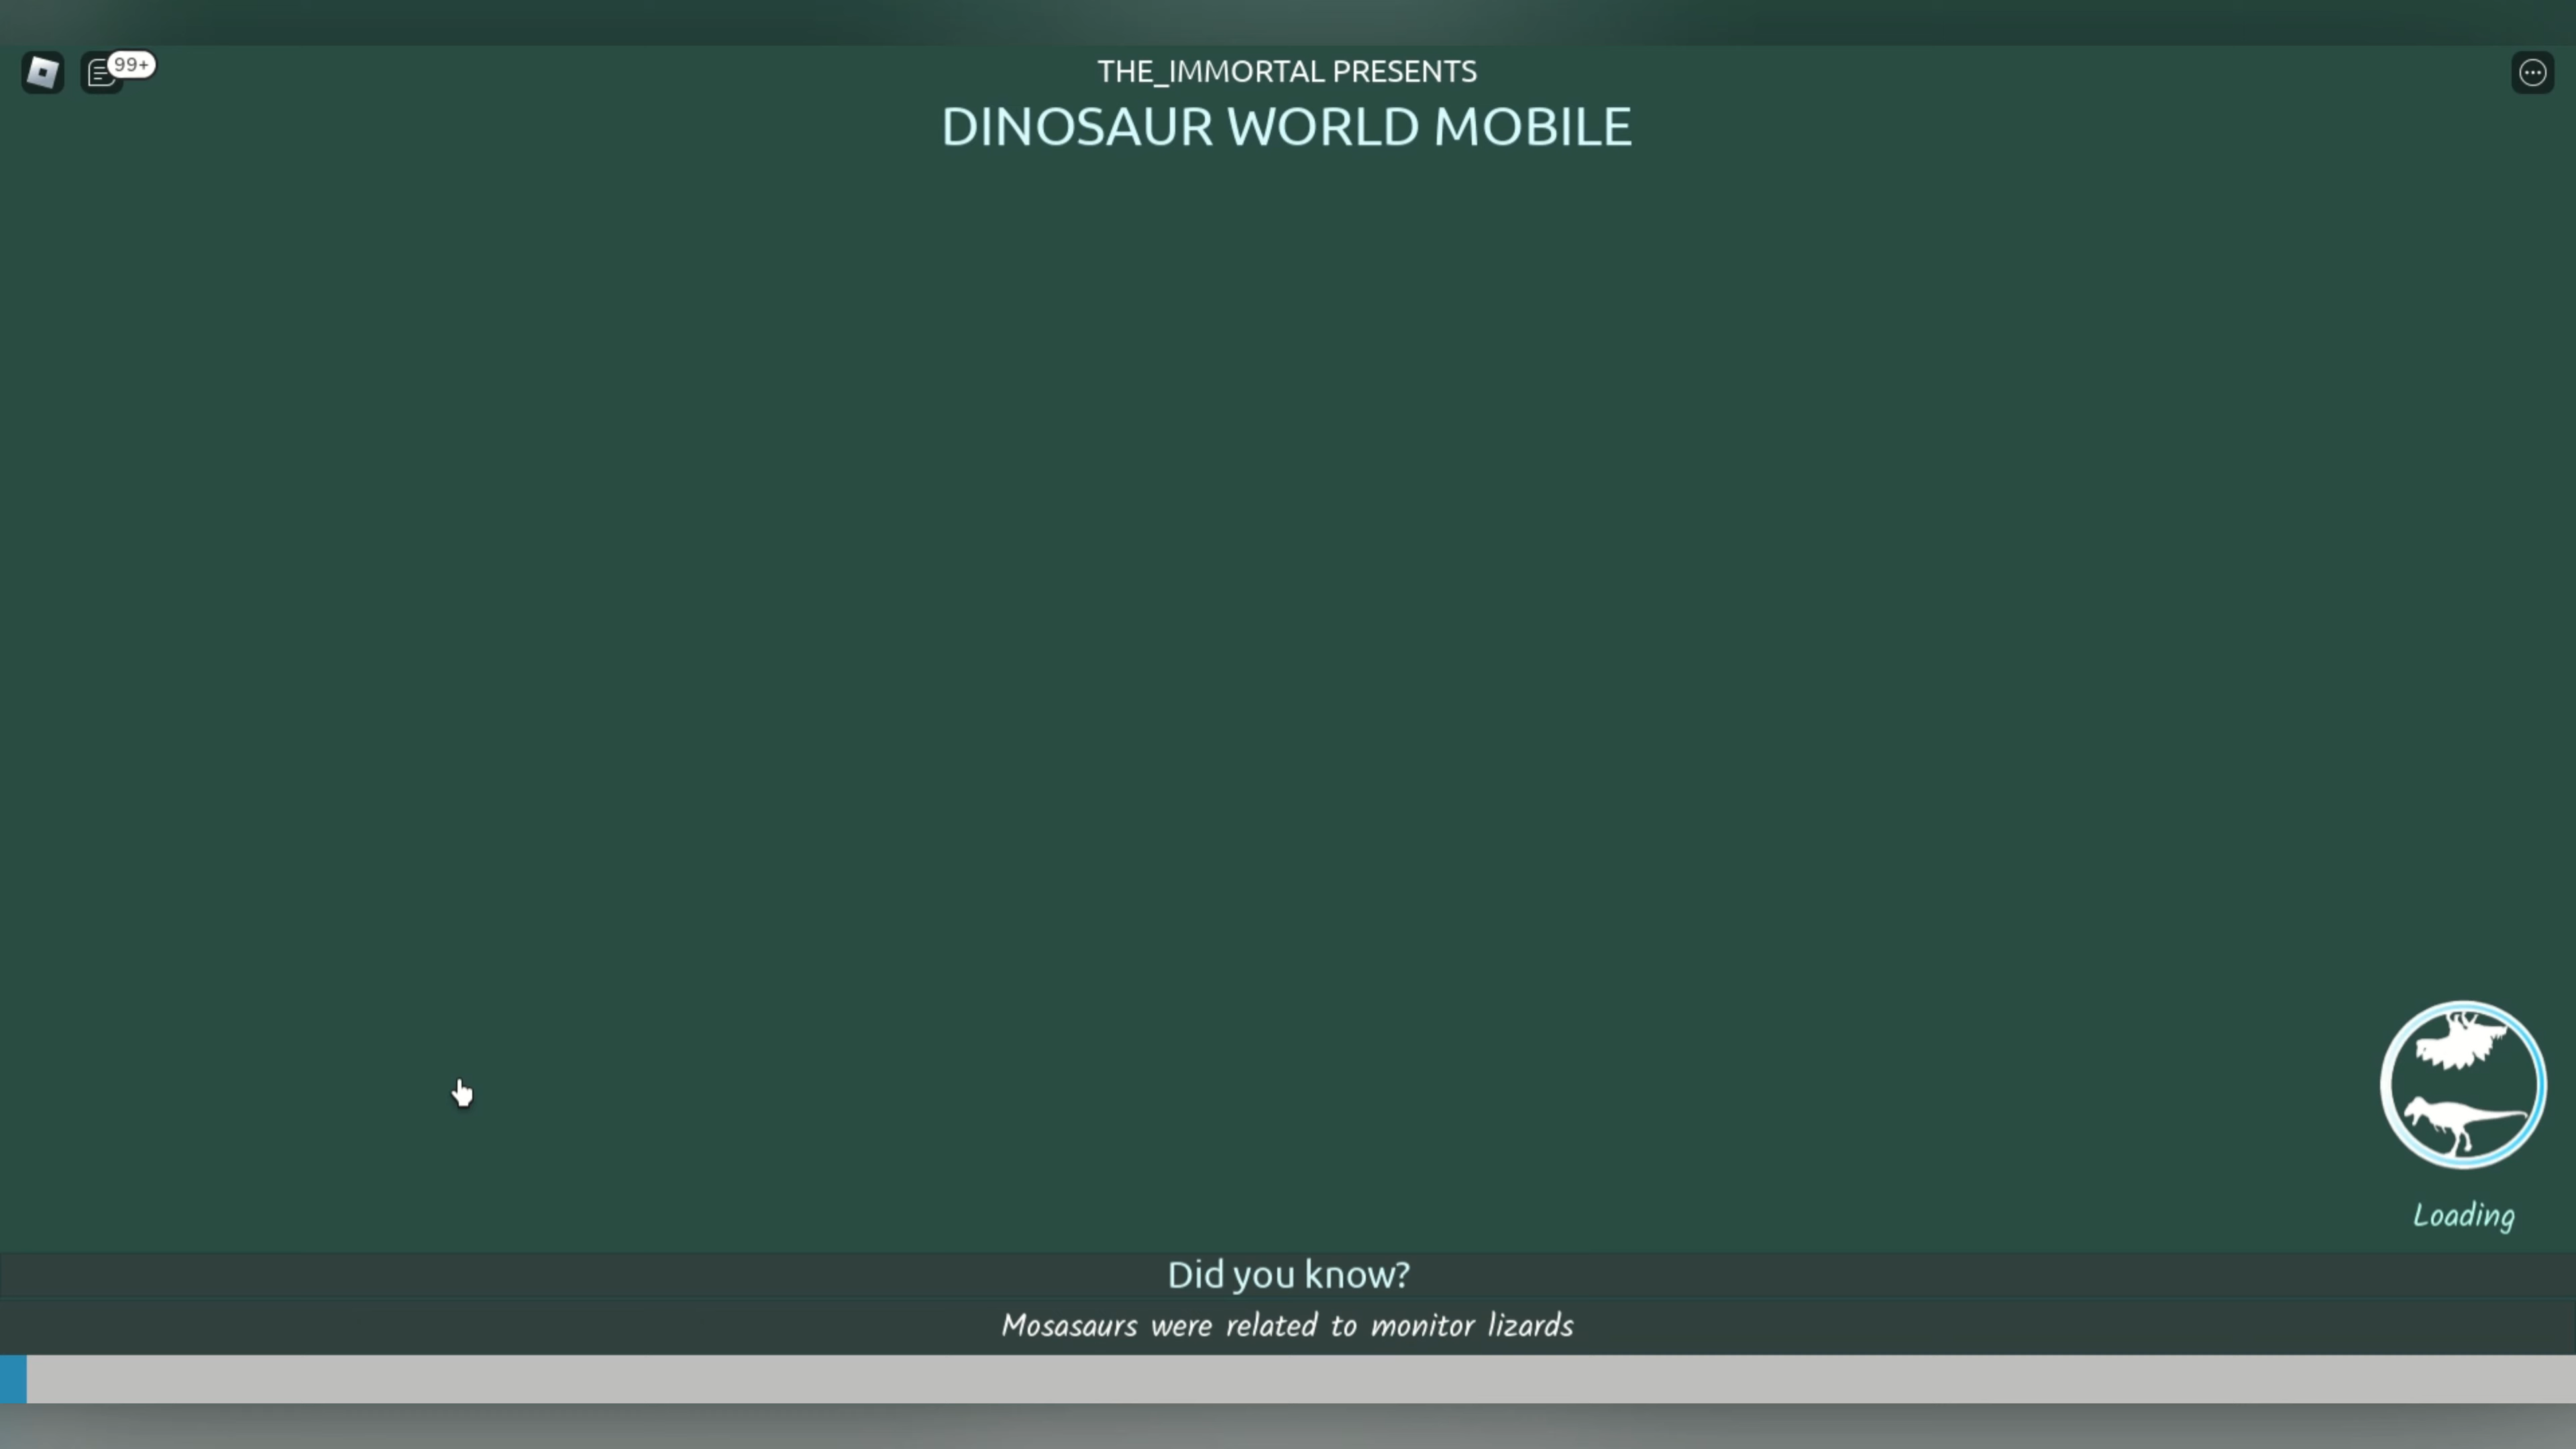 99+
THE_IMMORTAL PRESENTS
DINOSAUR WORLD MOBILE
Loading
Did you know?
Mosasaurs were related to monitor lizards